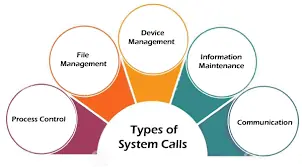 Device
Management
File
Management
Information
Maintenance
Process Control
Types of
System Calls
Communication